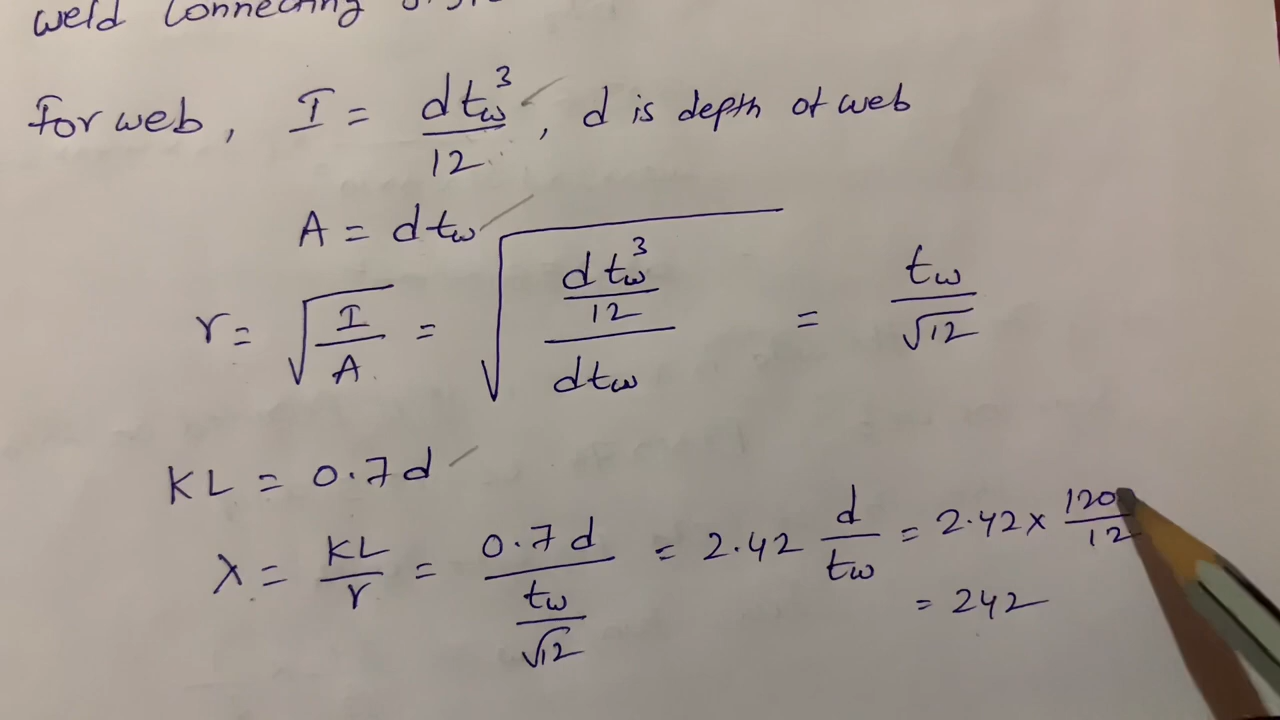 weld connecting
For web, I = dtw³/12, d is depth of web
A = dtw
r = √(I/A) = √((dtw³/12)/(dtw)) = tw/√12
KL = 0.7d
λ = KL/r = 0.7d/(tw/√12) = 2.42 d/tw = 2.42 × 120/12
= 242